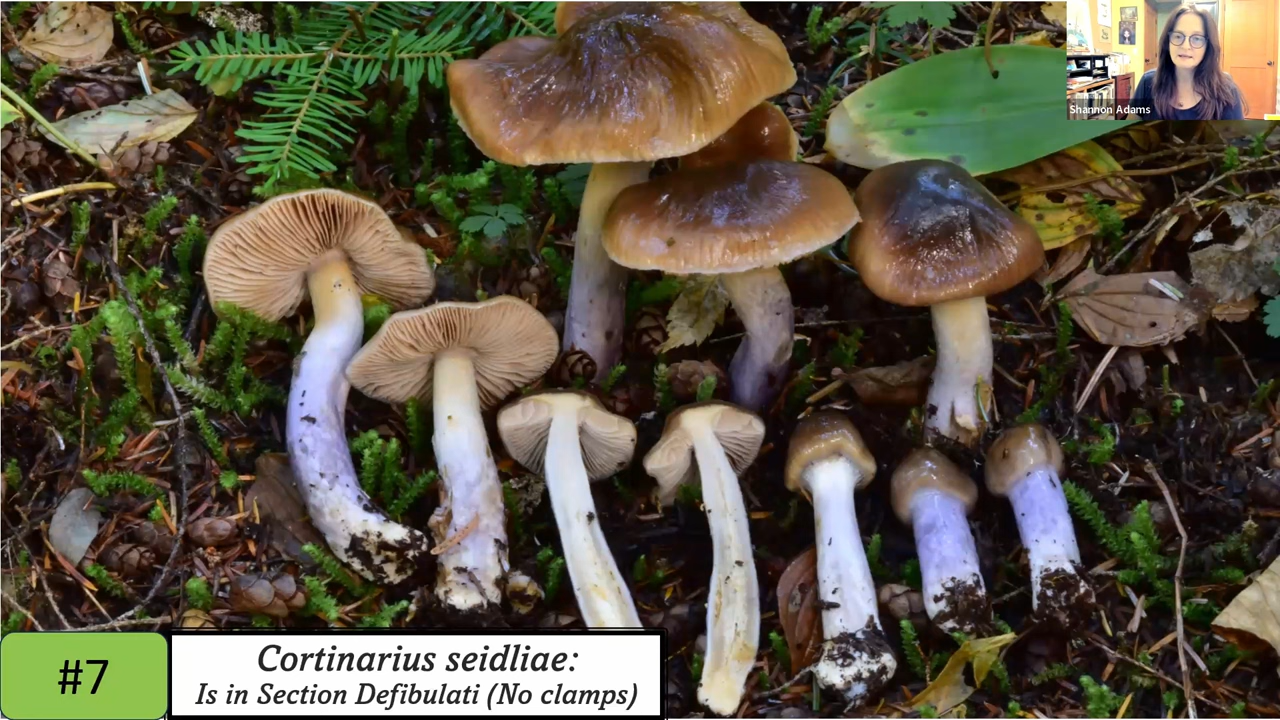 Shannon Adams
#7
Cortinarius seidliae:
Is in Section Defibulati (No clamps)